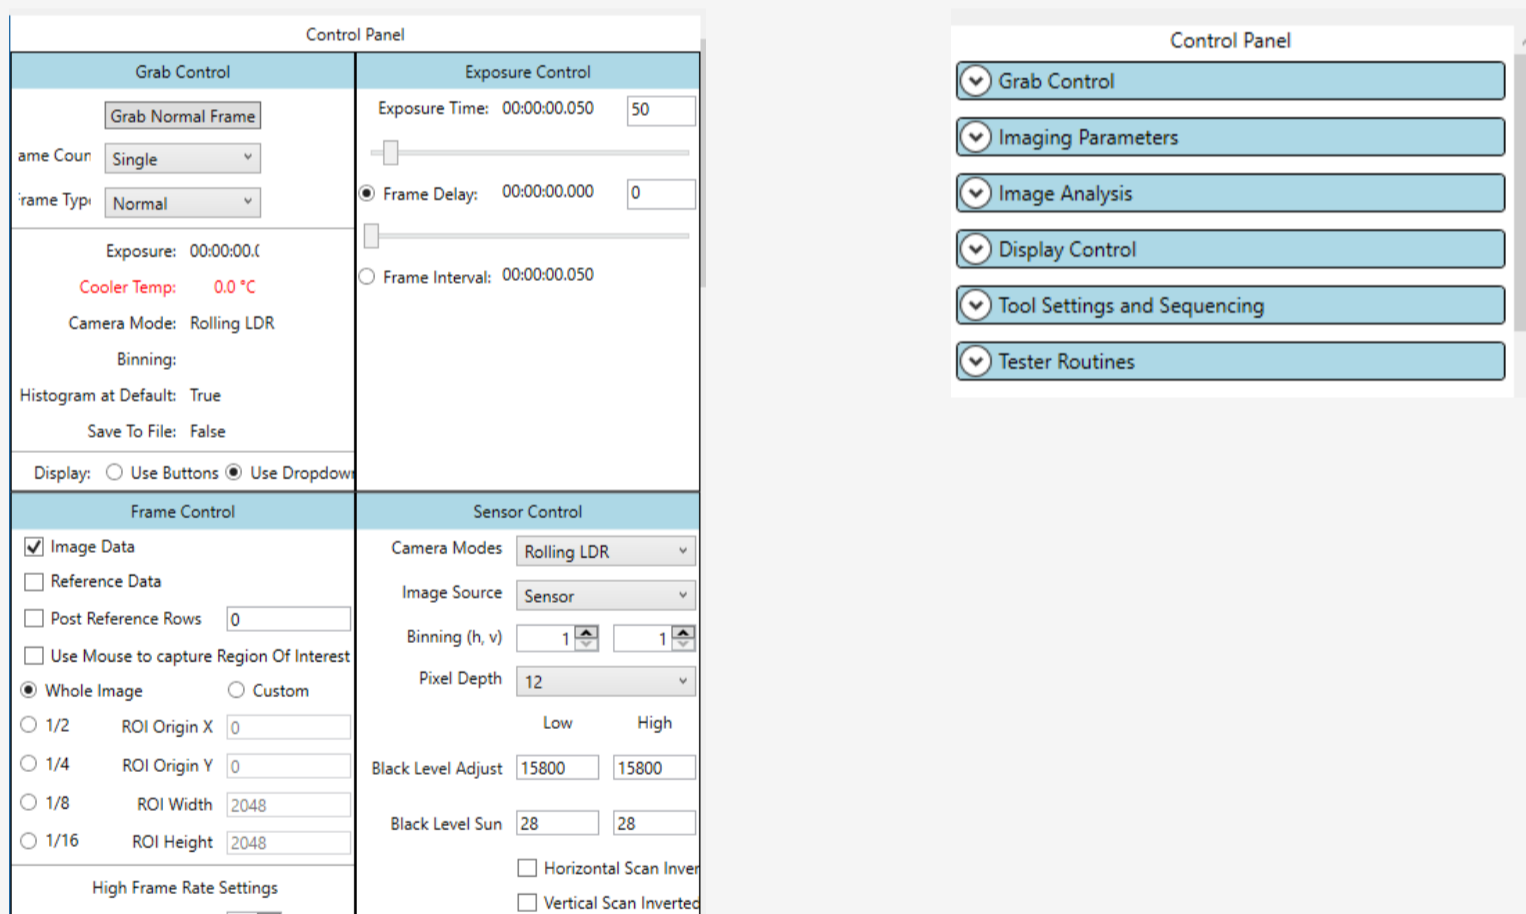 Control Panel
Grab Control
Grab Normal Frame
ame Coun Single
rame Typ Normal
Exposure: 00:00:00.(
Cooler Temp: 0.0 °C
Camera Mode: Rolling LDR
Binning:
Histogram at Default: True
Save To File: False
Display: Use Buttons Use Dropdown
Exposure Control
Exposure Time: 00:00:00.050 50
Frame Delay: 00:00:00.000 0
Frame Interval: 00:00:00.050
Frame Control
Image Data
Reference Data
Post Reference Rows 0
Use Mouse to capture Region Of Interest
Whole Image Custom
1/2 ROI Origin X 0
1/4 ROI Origin Y 0
1/8 ROI Width 2048
1/16 ROI Height 2048
High Frame Rate Settings
Sensor Control
Camera Modes Rolling LDR
Image Source Sensor
Binning (h, v) 1 1
Pixel Depth 12
Low High
Black Level Adjust 15800 15800
Black Level Sun 28 28
Horizontal Scan Inver
Vertical Scan Inverted
Control Panel
Grab Control
Imaging Parameters
Image Analysis
Display Control
Tool Settings and Sequencing
Tester Routines